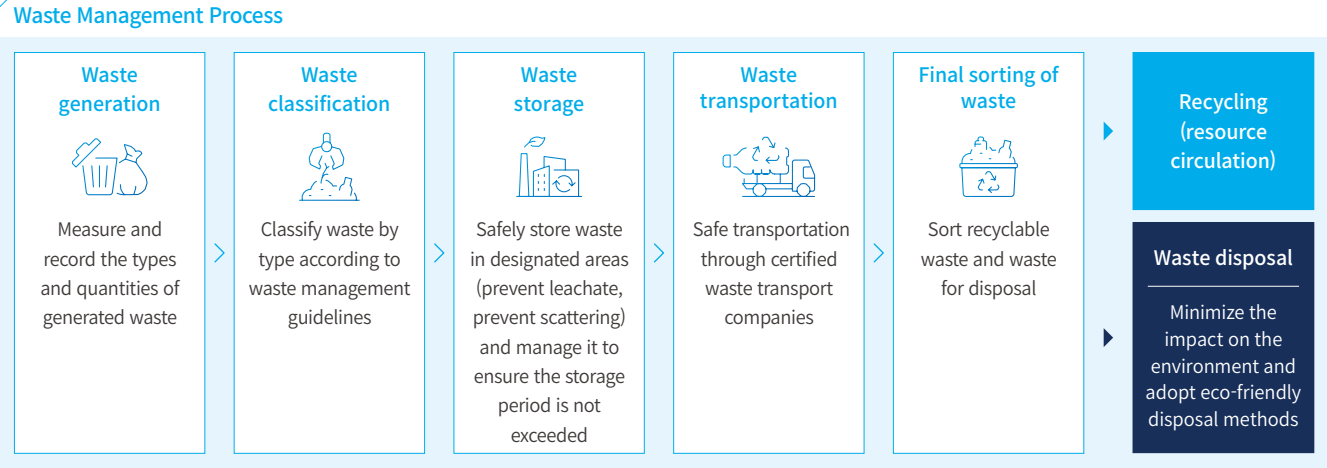 Waste Management Process
Waste
generation
Measure and
record the types
and quantities of
generated waste
Waste
classification
Classify waste by
type according to
waste management
guidelines
Waste
storage
Safely store waste
in designated areas
(prevent leachate,
prevent scattering)
and manage it to
ensure the storage
period is not
exceeded
Waste
transportation
Safe transportation
through certified
waste transport
companies
Final sorting of
waste
Sort recyclable
waste and waste
for disposal
Recycling
(resource
circulation)
Waste disposal
Minimize the
impact on the
environment and
adopt eco-friendly
disposal methods